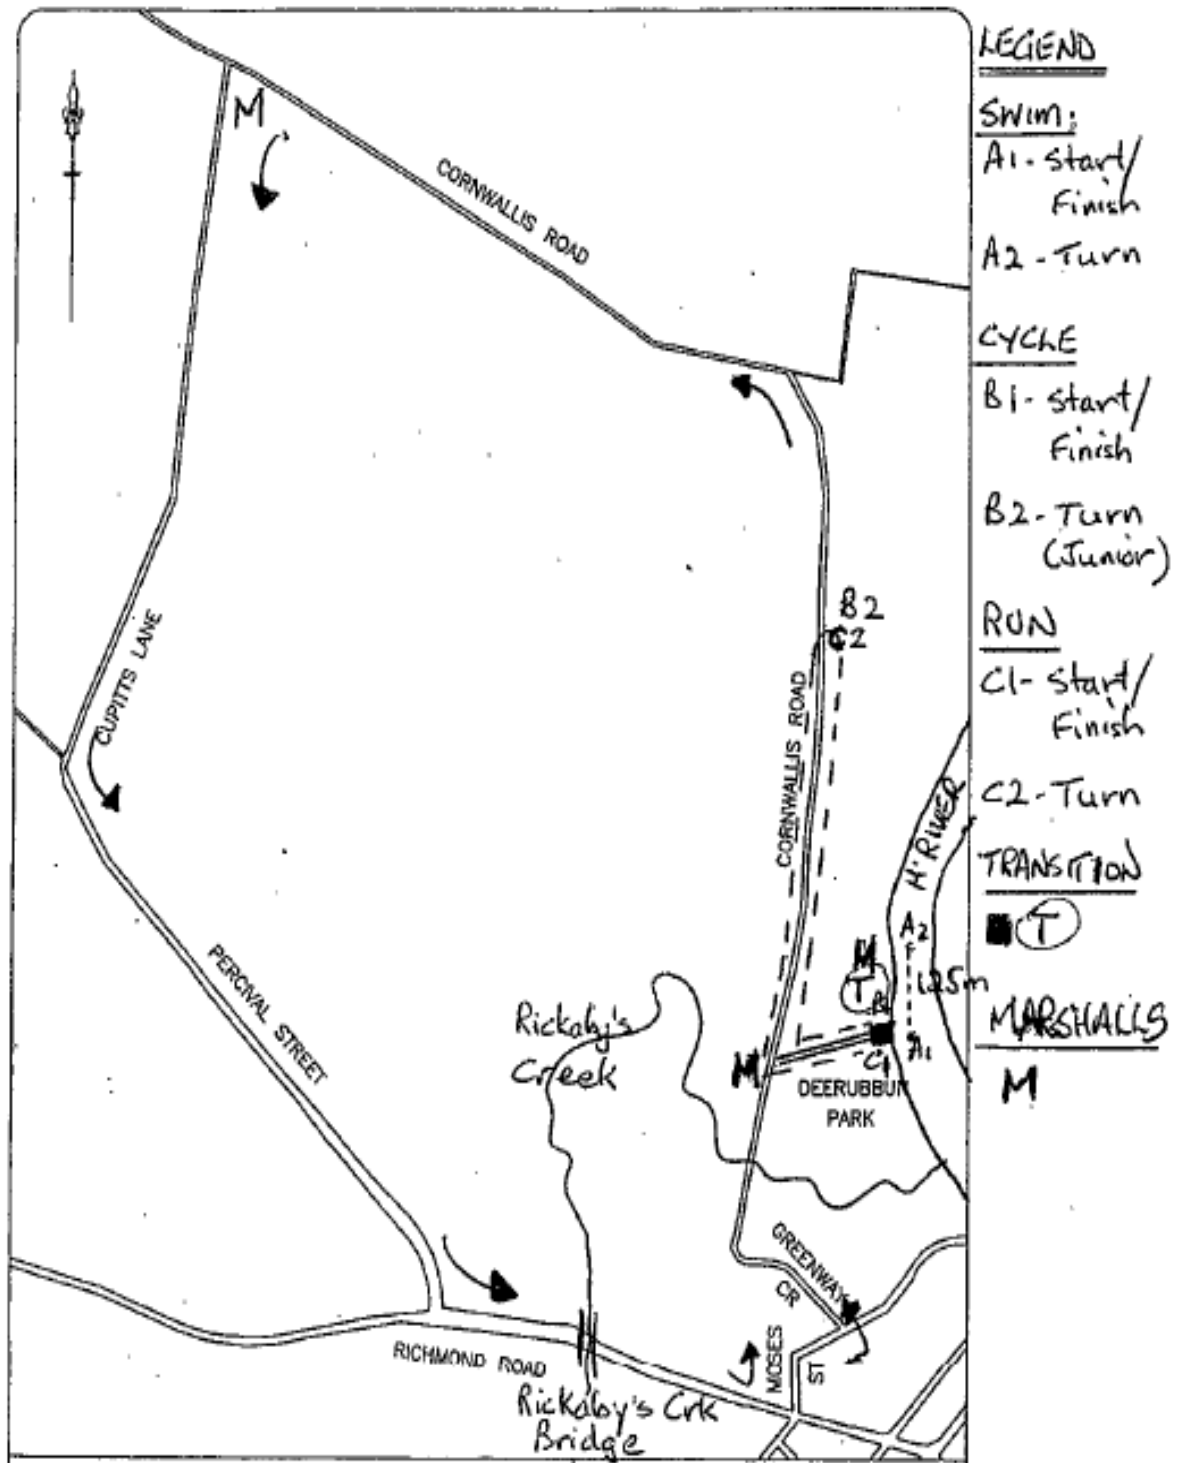 LEGEND
SWIM:
A1 - Start/
Finish
A2 - Turn
CYCLE
B1 - Start/
Finish
B2 - Turn
(Junior)
RUN
C1 - Start/
Finish
C2 - Turn
TRANSITION
T
MARSHALLS
M
M
CORNWALLIS ROAD
B2
C2
CUPITTS LANE
CORNWALLIS ROAD
H'RIVER
A2
125m
M
T
B1
A1
C1
M
DEERUBBUN
PARK
PERCIVAL STREET
Rickaby's
Creek
GREENWAY
CR
MOSES
ST
RICHMOND ROAD
Rickaby's Crk
Bridge